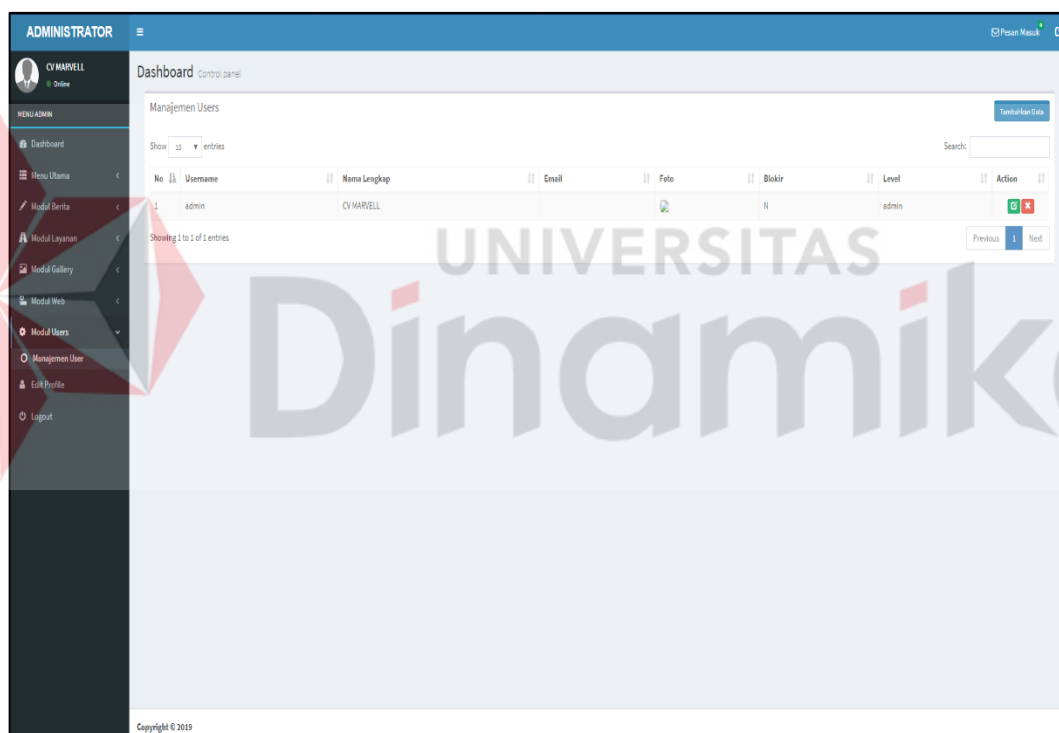 ADMINISTRATOR
Pesan Masuk 0
CV MARVELL
Online
Dashboard Control panel
MENU ADMIN
Dashboard
Menu Utama
Modul Berita
Modul Layanan
Modul Gallery
Modul Web
Modul Users
Manajemen User
Edit Profile
Logout
Manajemen Users
Tambahkan Data
Show 10 entries
Search:
No Username Nama Lengkap Email Foto Blokir Level Action
1 admin CV MARVELL N admin
Showing 1 to 1 of 1 entries
Previous 1 Next
UNIVERSITAS
Dinamika
Copyright © 2019